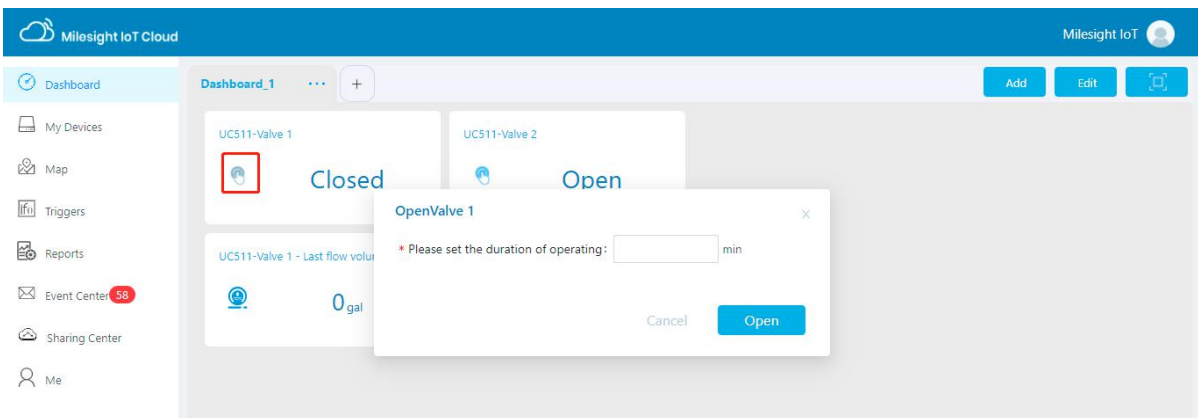 Milesight IoT Cloud
Milesight IoT
Dashboard
My Devices
Map
Triggers
Reports
Event Center 58
Sharing Center
Me
Dashboard_1 ... +
Add
Edit
UC511-Valve 1
Closed
UC511-Valve 2
Open
UC511-Valve 1 - Last flow volu
0 gal
OpenValve 1
x
* Please set the duration of operating: min
Cancel
Open